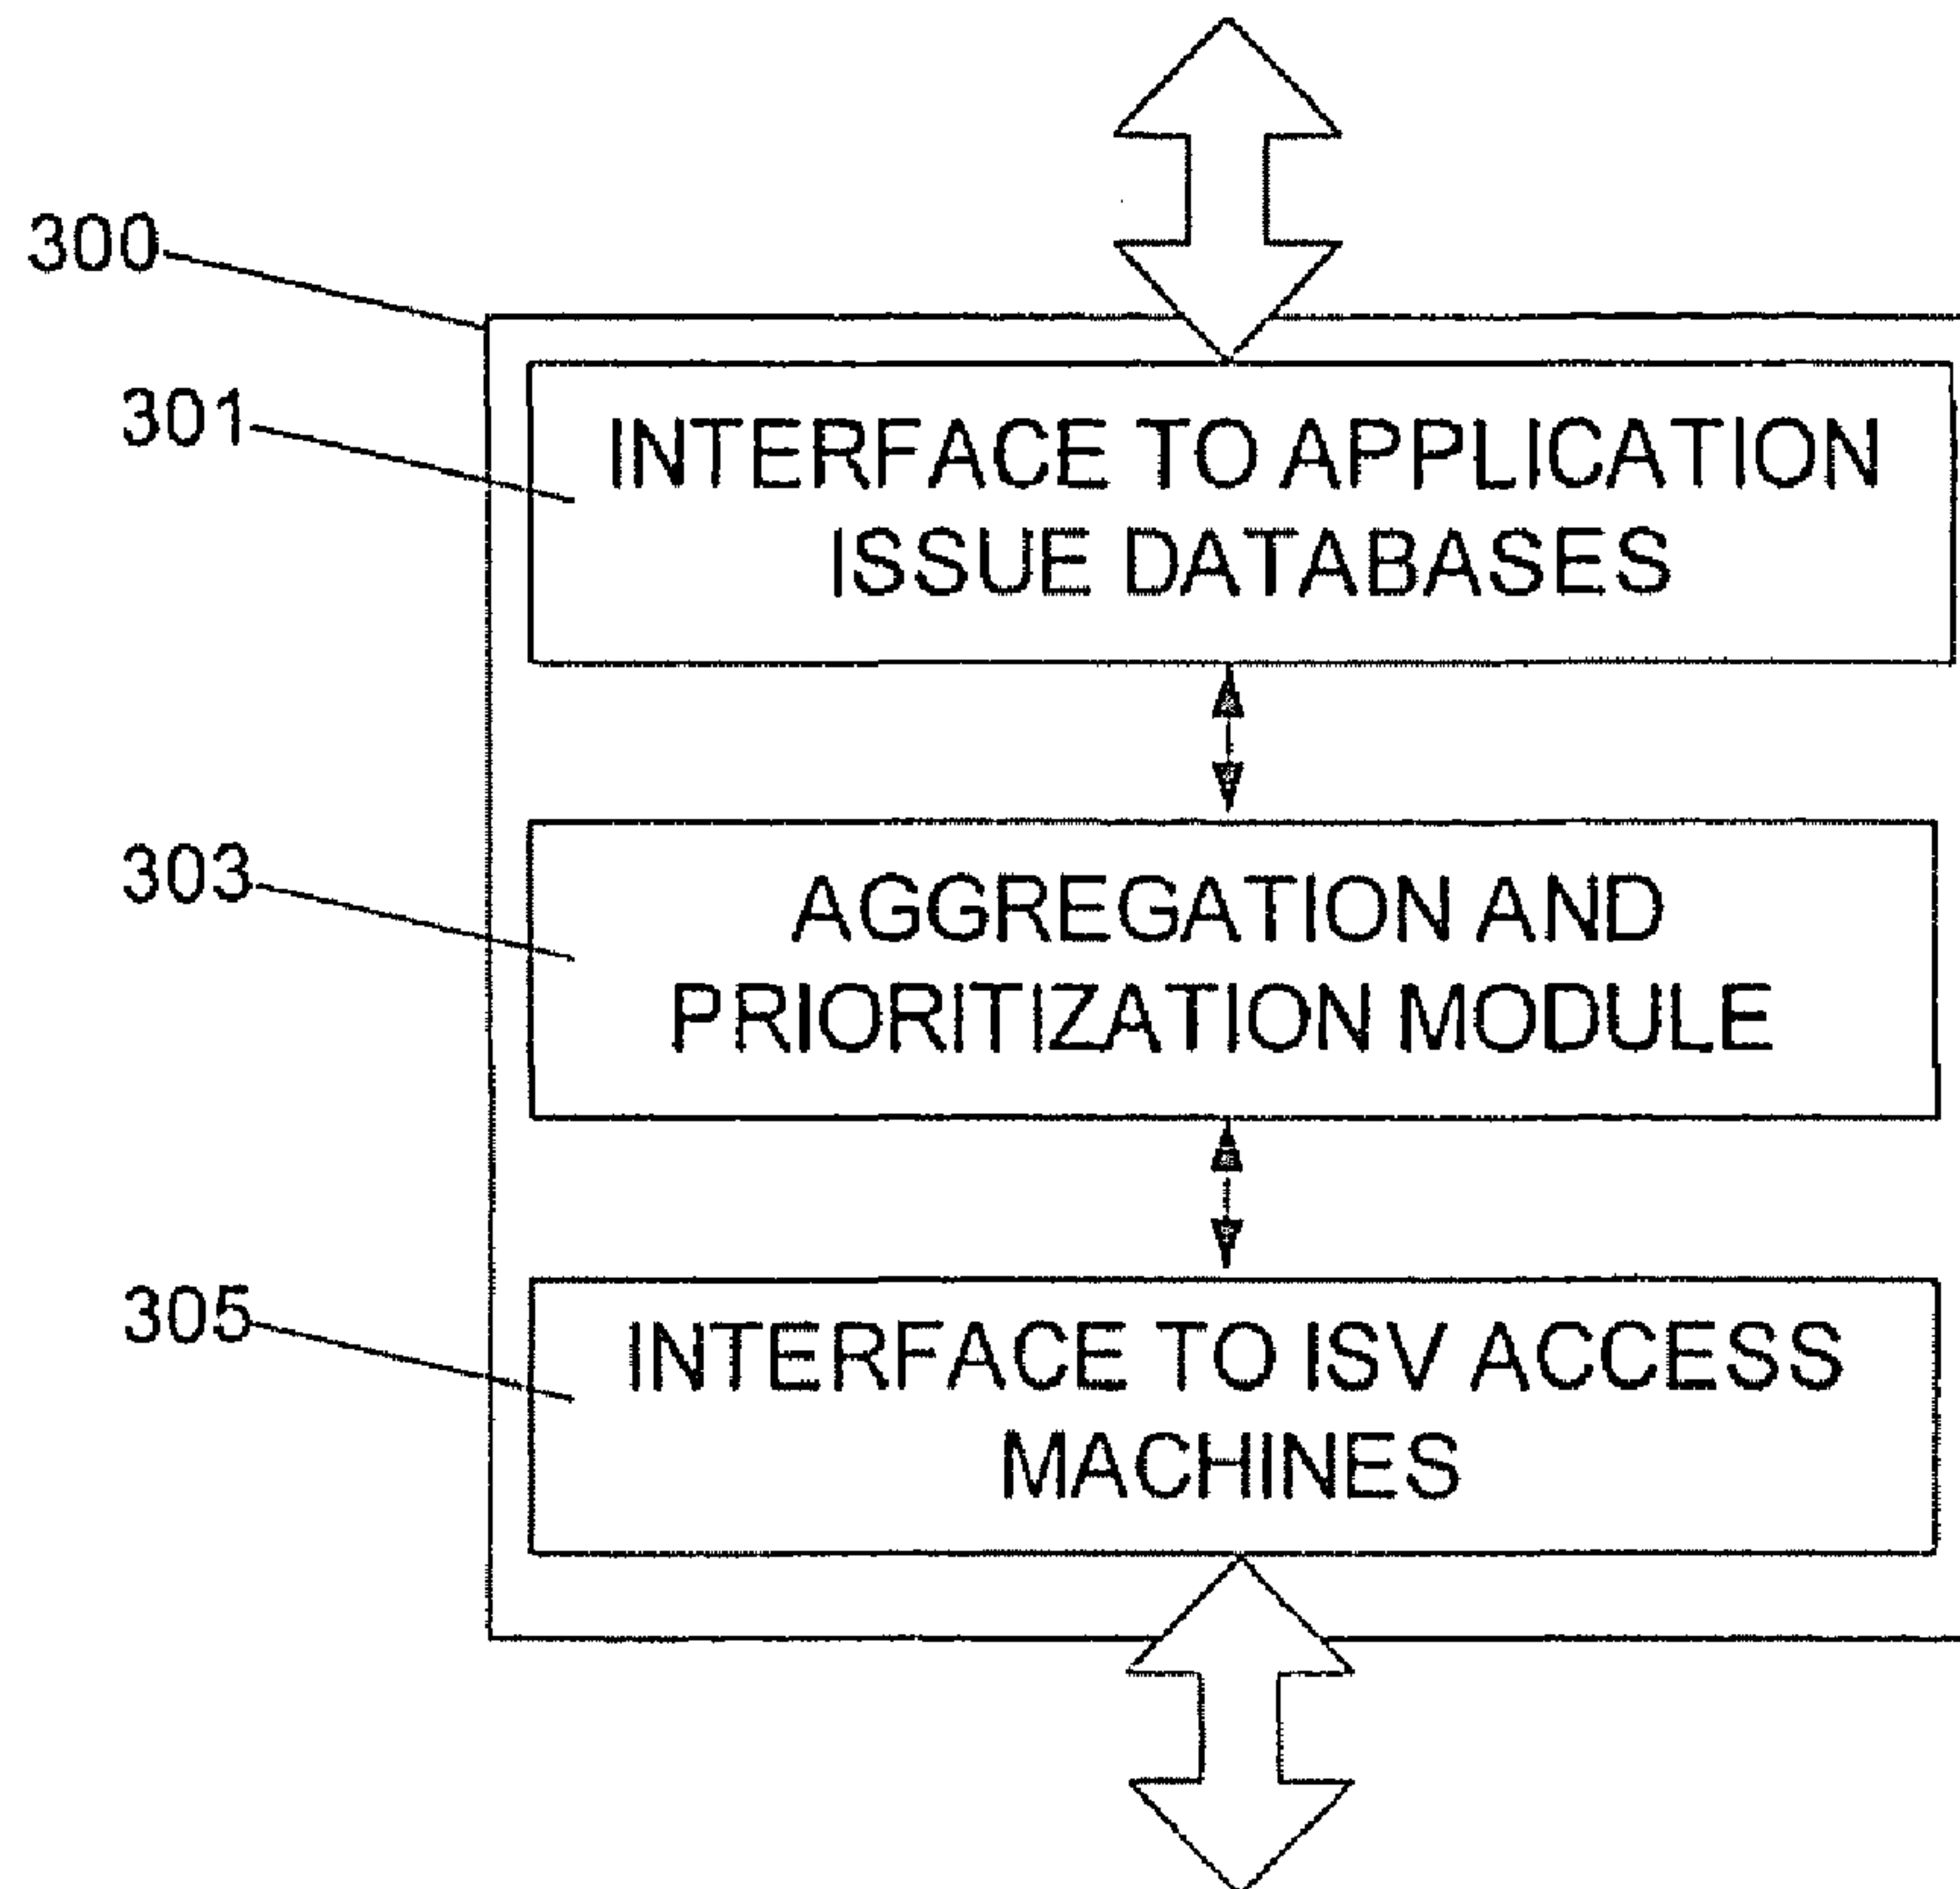 300
301
INTERFACE TO APPLICATION
ISSUE DATABASES
303
AGGREGATION AND
PRIORITIZATION MODULE
305
INTERFACE TO ISV ACCESS
MACHINES